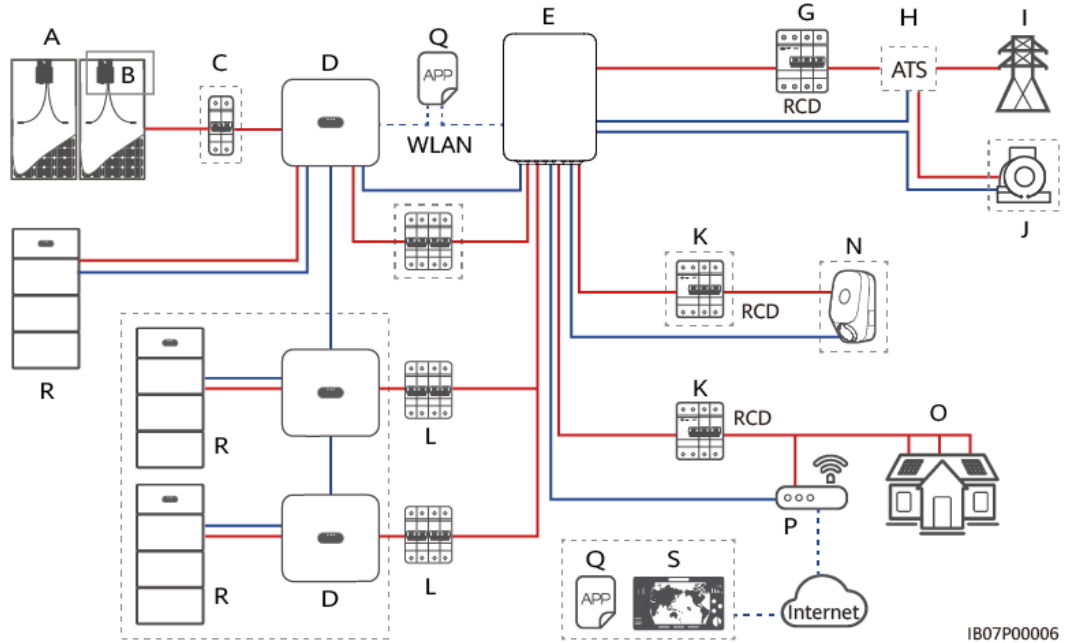 A
B
C
D
Q
APP
WLAN
E
G
RCD
H
ATS
I
J
K
RCD
N
R
R
L
K
RCD
O
P
R
D
L
Q
APP
S
Internet
IB07P00006